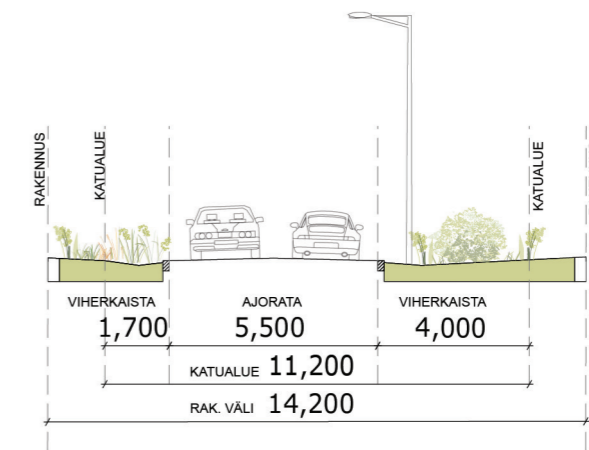 RAKENNUS
KATUALUE
KATUALUE
VIHERKAISTA AJORATA VIHERKAISTA
1,700 5,500 4,000
KATUALUE 11,200
RAK. VÄLI 14,200